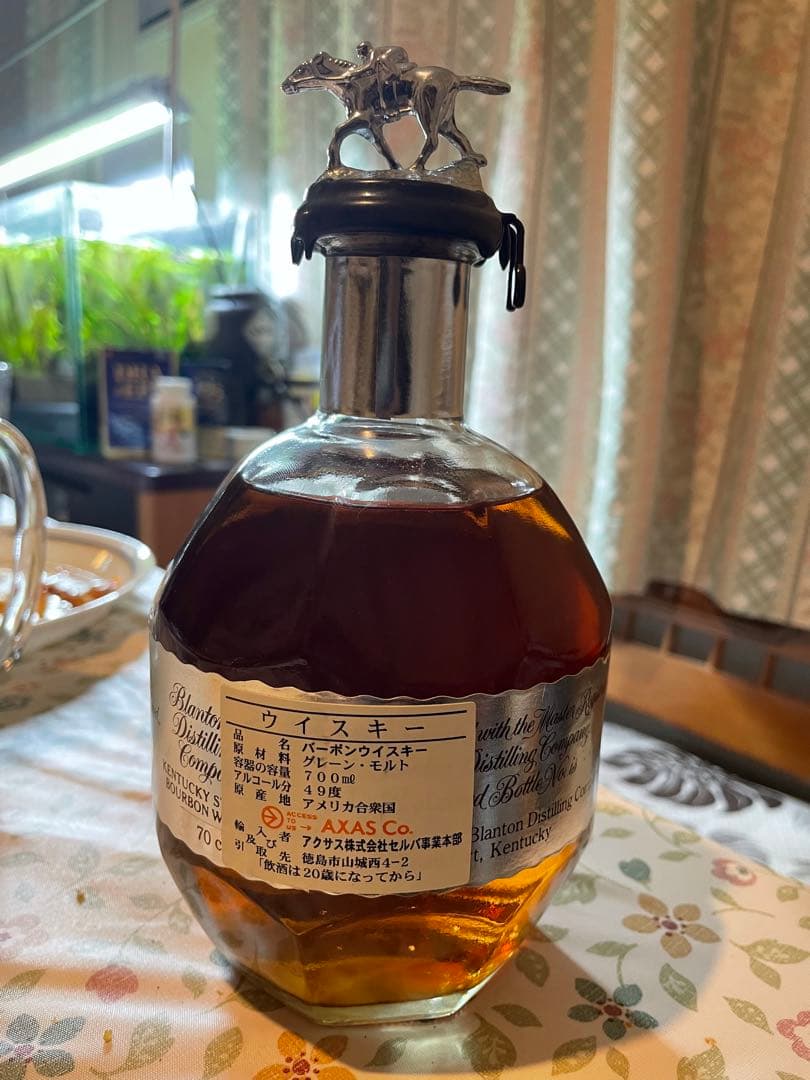 ウイスキー
品名 バーボンウイスキー
原材料 グレーン・モルト
容器の容量 700mℓ
アルコール分 49度
原産地 アメリカ合衆国
ACCESS TO US → AXAS Co.
輸入者及び引取先 アクサス株式会社セルバ事業本部
徳島市山城西4-2
「飲酒は20歳になってから」
Blanton
Distilling
Compa
KENTUCKY S
BOURBON W
70 c
with the Master
Distilling Company
d Bottle No. is
Blanton Distilling Co
t, Kentucky